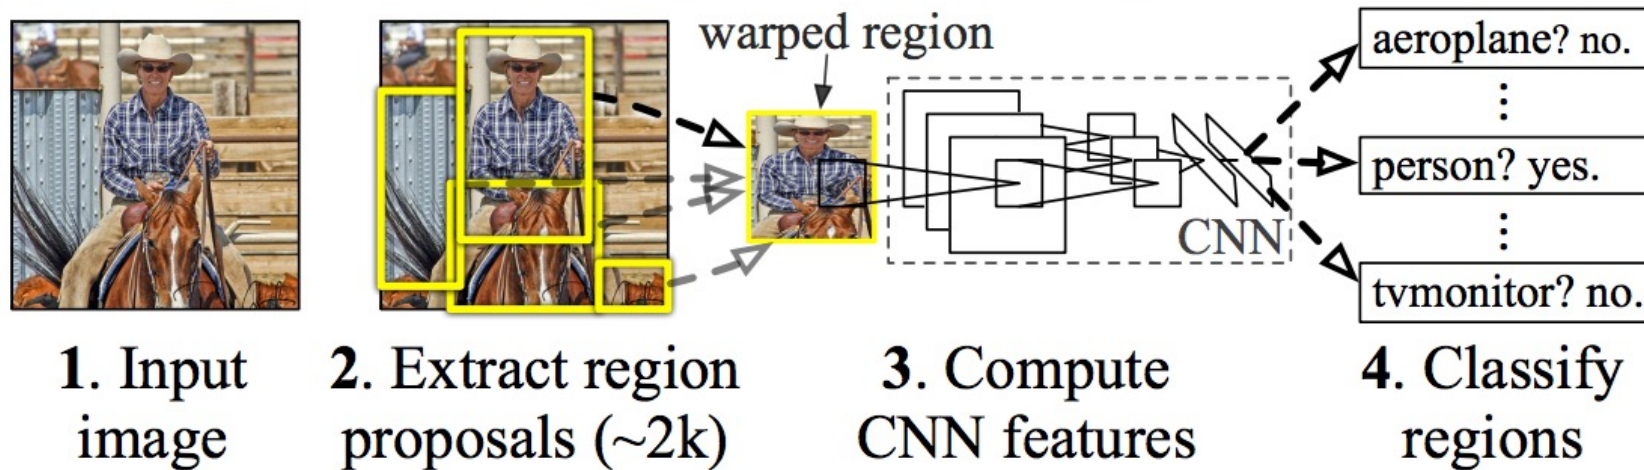 warped region
aeroplane? no.
person? yes.
CNN
tvmonitor? no.
1. Input
image
2. Extract region
proposals (~2k)
3. Compute
CNN features
4. Classify
regions